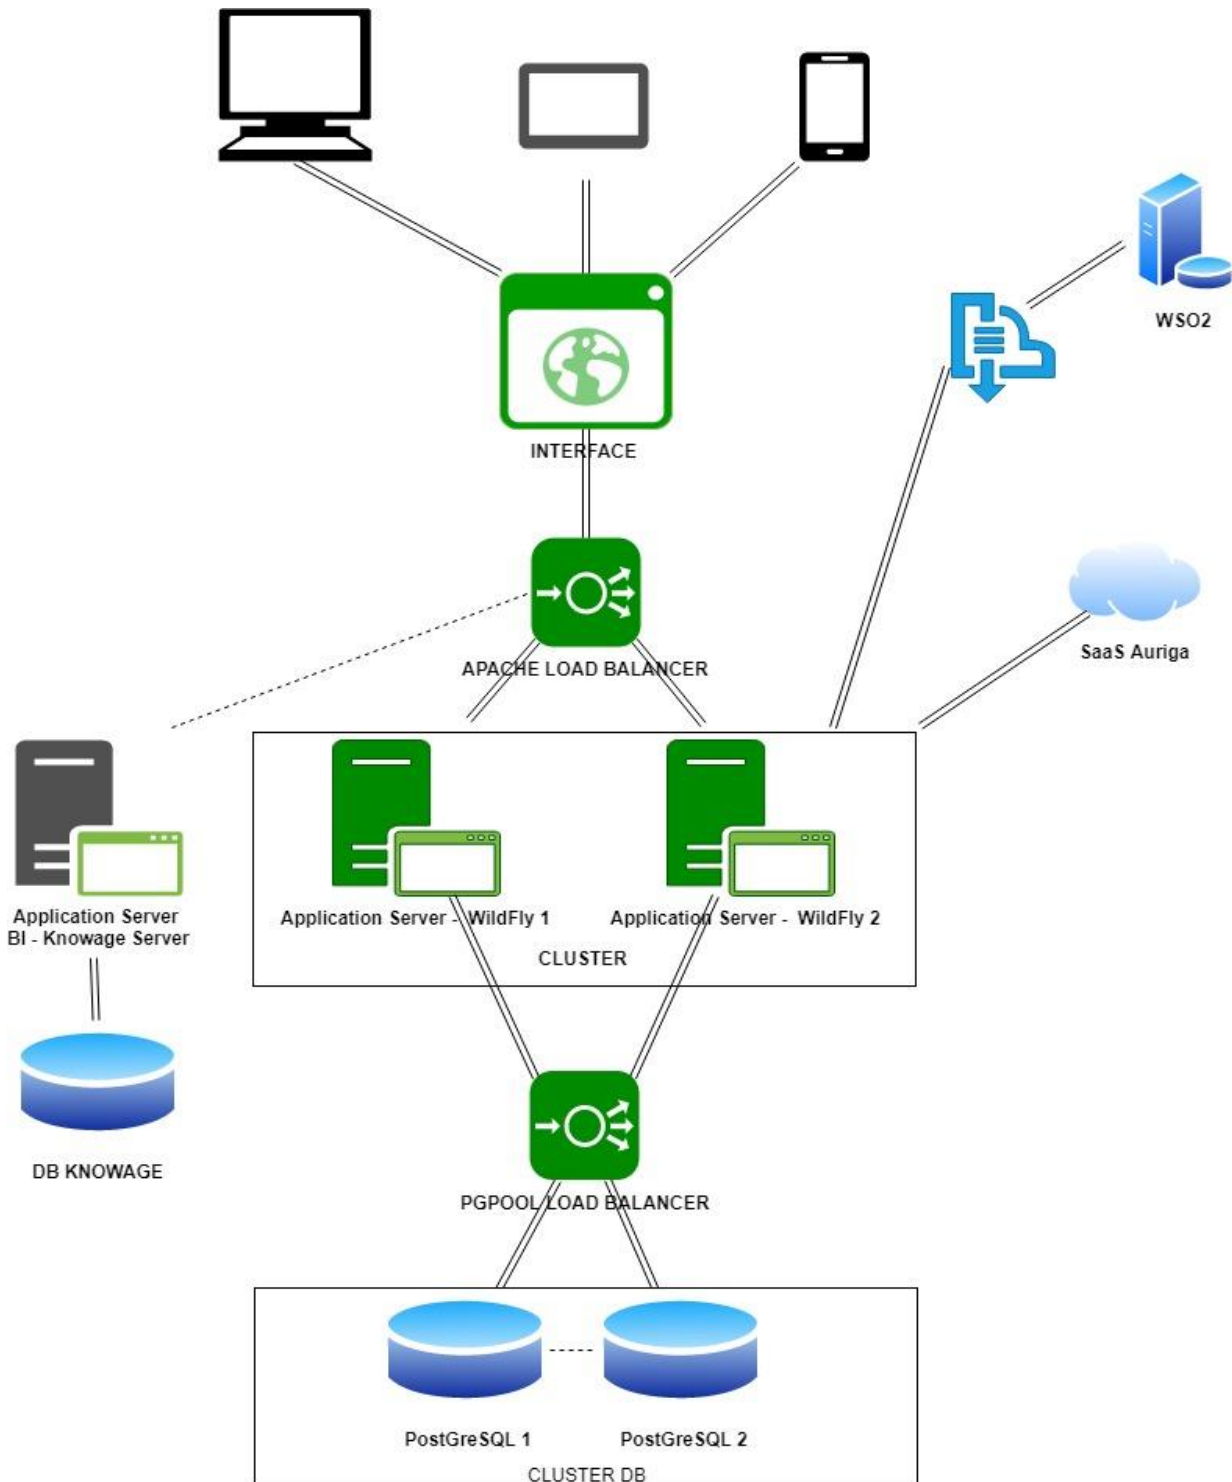 WSO2
INTERFACE
SaaS Auriga
APACHE LOAD BALANCER
Application Server
BI - Knowage Server
Application Server - WildFly 1
Application Server - WildFly 2
CLUSTER
DB KNOWAGE
PGPOOL LOAD BALANCER
PostGreSQL 1
PostGreSQL 2
CLUSTER DB